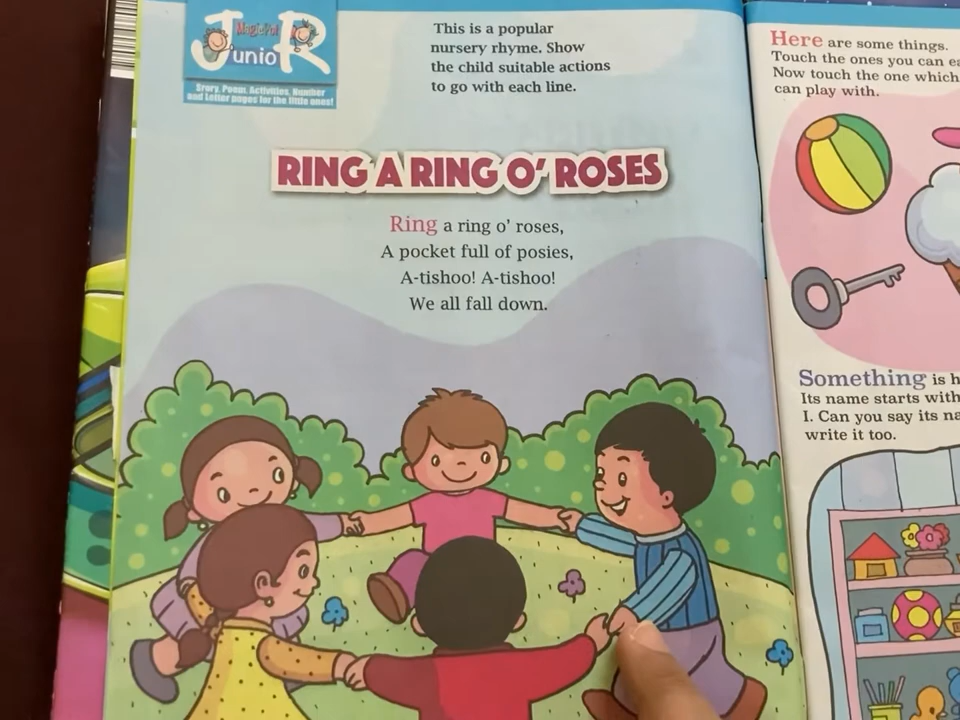 MagicPot
JunioR
Story, Poem, Activities, Number
and Letter pages for the little ones!
This is a popular
nursery rhyme. Show
the child suitable actions
to go with each line.
RING A RING O' ROSES
Ring a ring o' roses,
A pocket full of posies,
A-tishoo! A-tishoo!
We all fall down.
Here are some things.
Touch the ones you can
Now touch the one which
can play with.
Something is
Its name starts with
I. Can you say its
write it too.